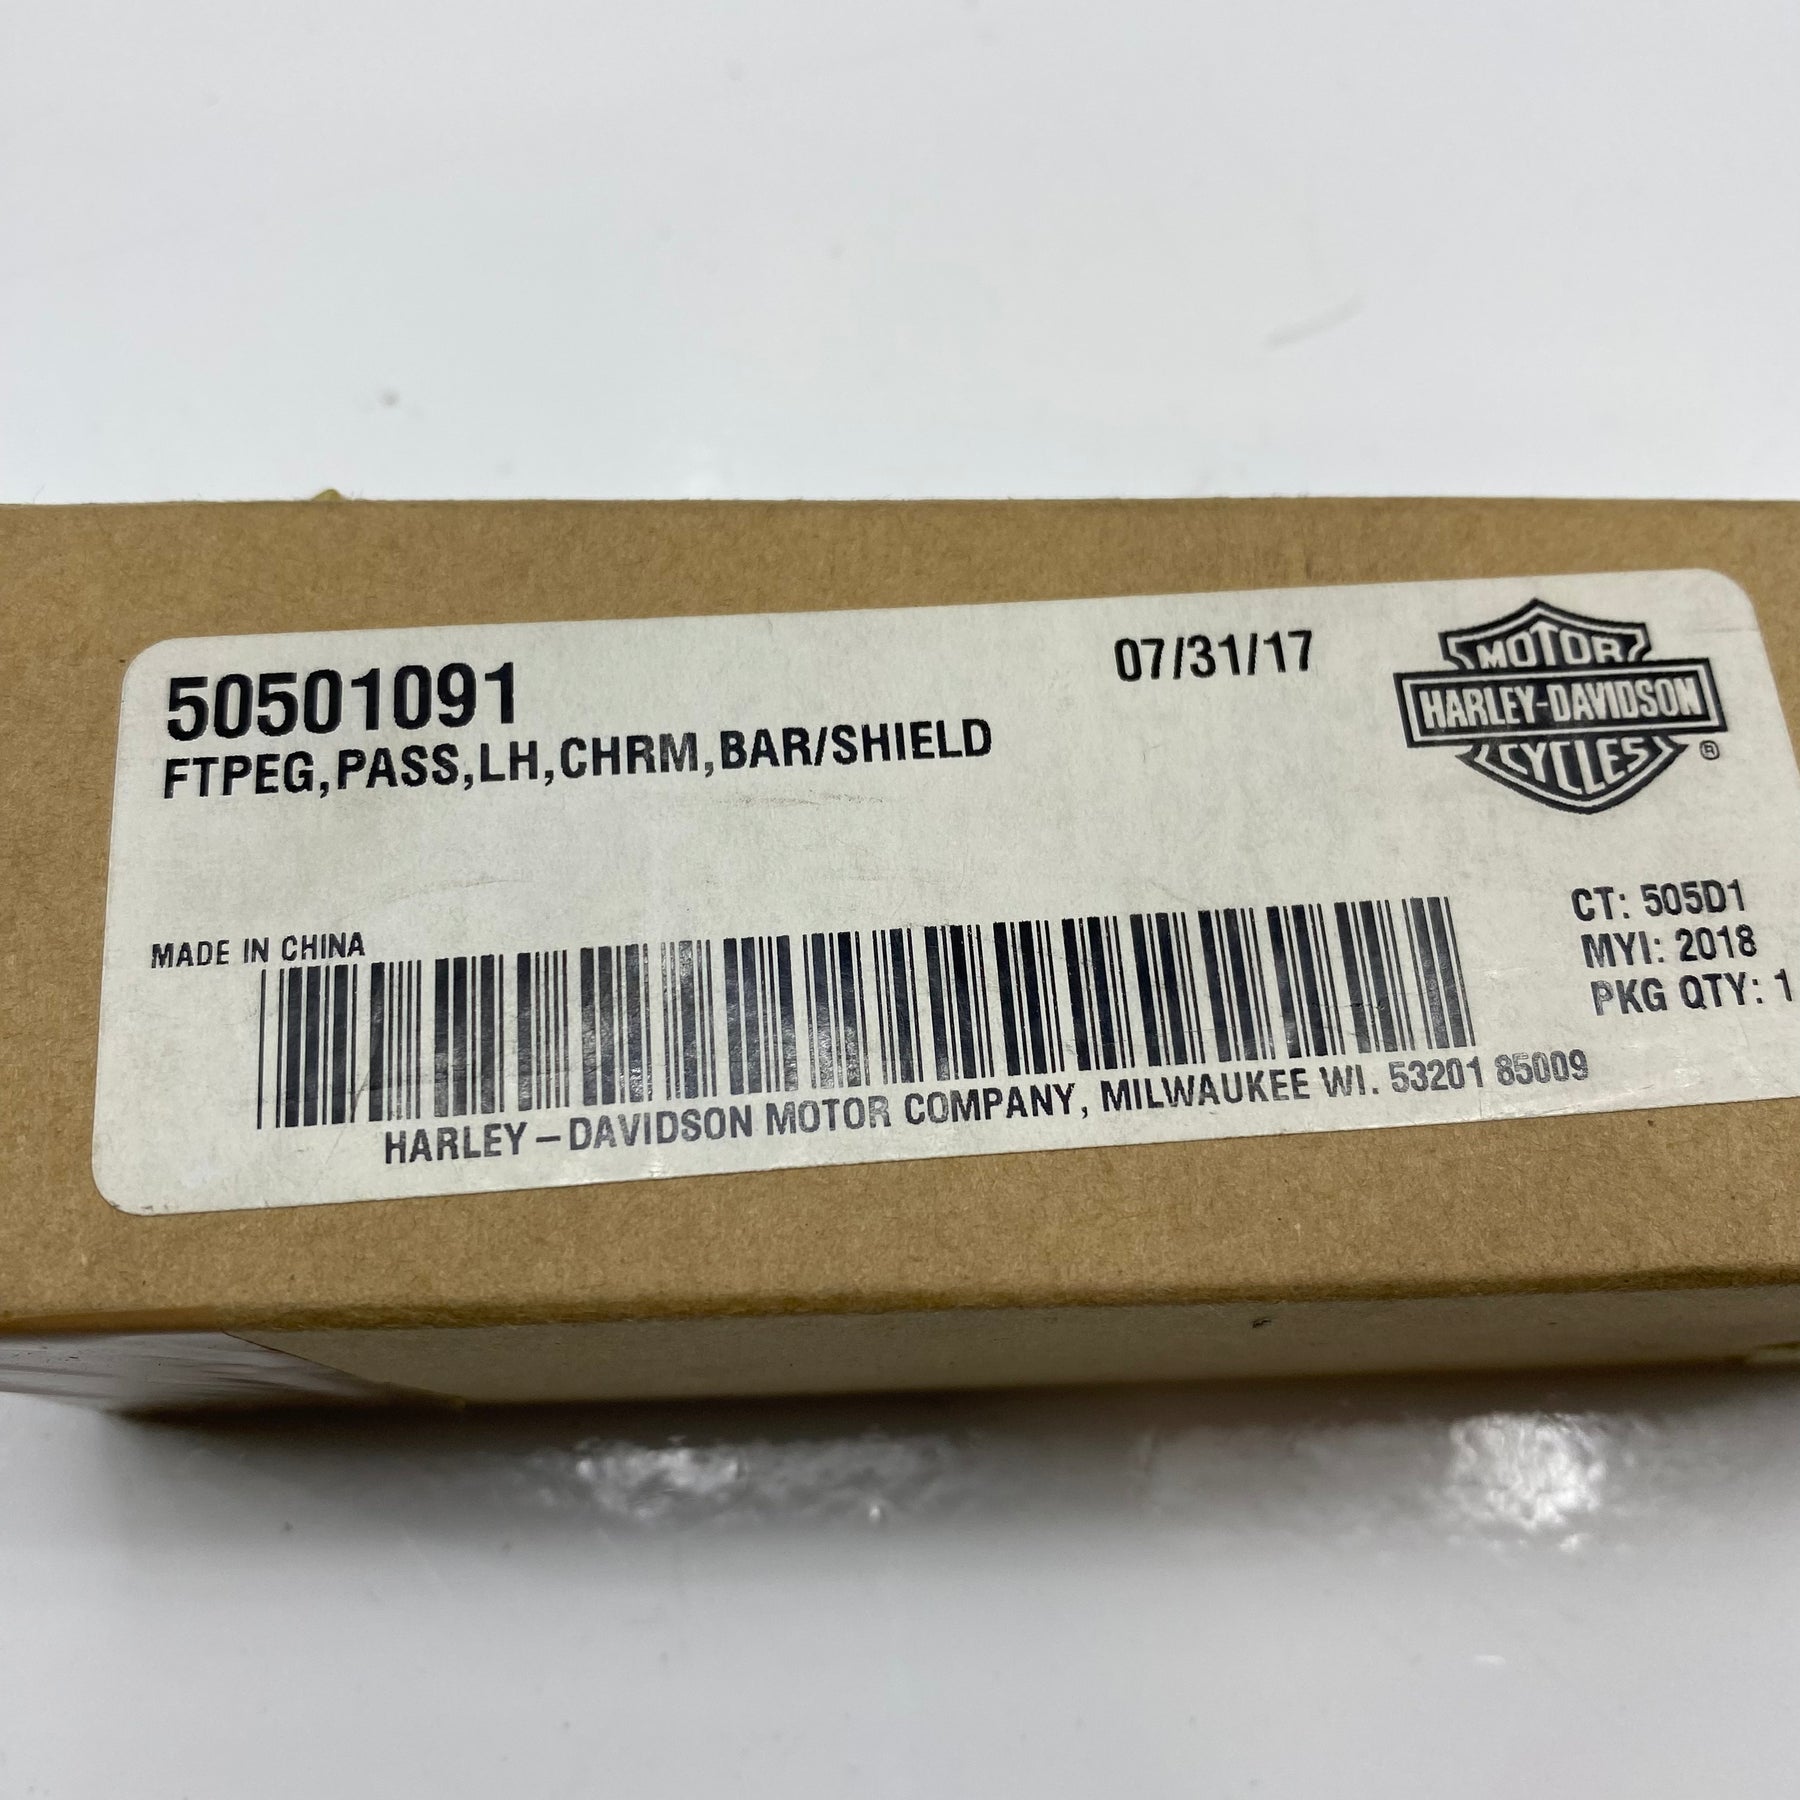 50501091
FTPEG,PASS,LH,CHRM,BAR/SHIELD
07/31/17
MOTOR
HARLEY-DAVIDSON
CYCLES
®
MADE IN CHINA
CT: 505D1
MYI: 2018
PKG QTY: 1
HARLEY-DAVIDSON MOTOR COMPANY, MILWAUKEE WI. 53201 85009